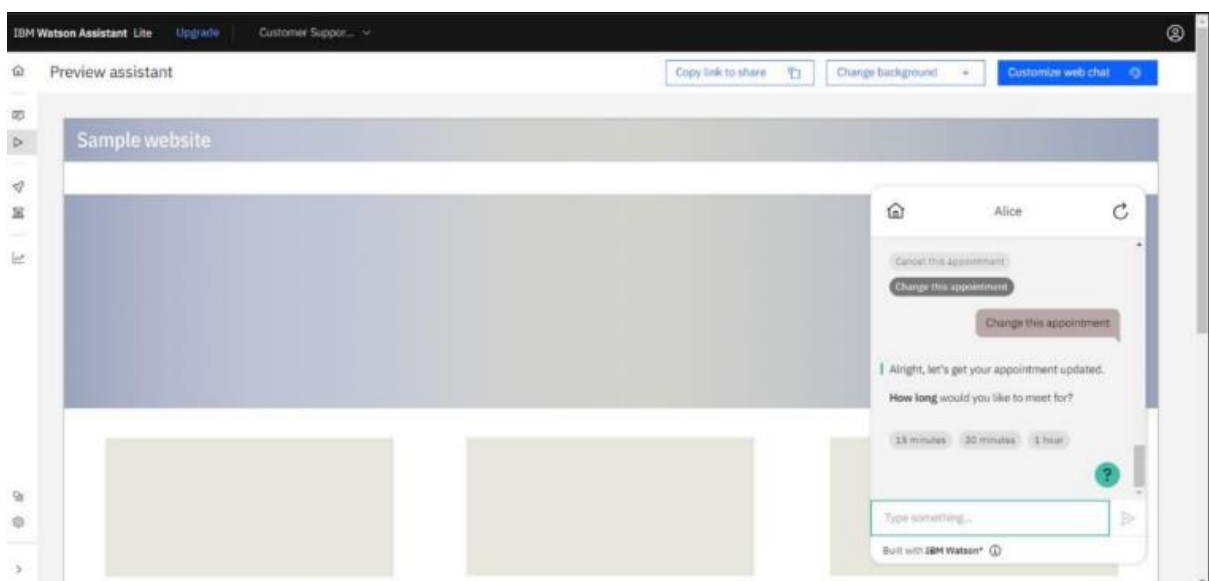 IBM Watson Assistant Lite Upgrade Customer Suppor...
Preview assistant Copy link to share Change background Customize web chat
Sample website
Alice
Cancel this appointment
Change this appointment
Change this appointment
Alright, let's get your appointment updated.
How long would you like to meet for?
15 minutes 30 minutes 1 hour
?
Type something...
Built with IBM Watson®